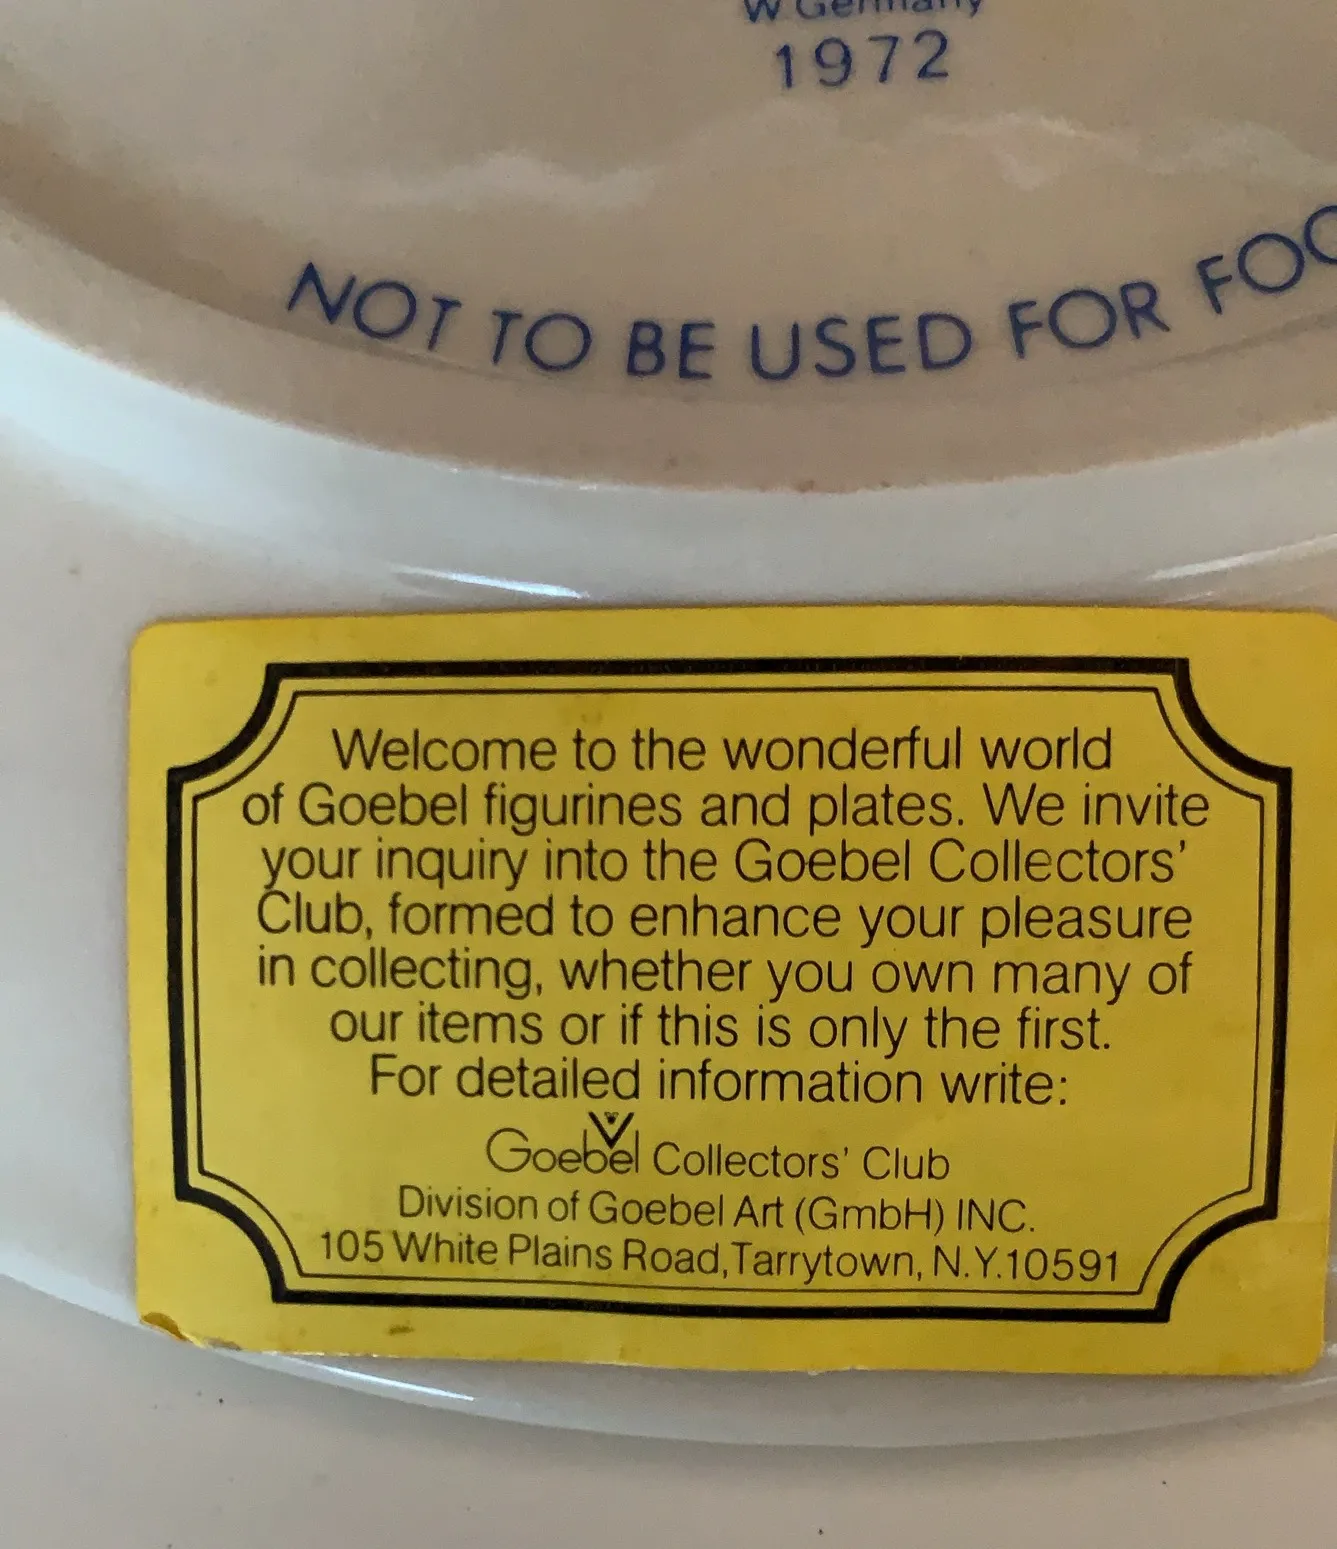 W Germany
1972
NOT TO BE USED FOR
Welcome to the wonderful world
of Goebel figurines and plates. We invite
your inquiry into the Goebel Collectors'
Club, formed to enhance your pleasure
in collecting, whether you own many of
our items or if this is only the first.
For detailed information write:
Goebel Collectors' Club
Division of Goebel Art (GmbH) INC.
105 White Plains Road, Tarrytown, N.Y. 10591